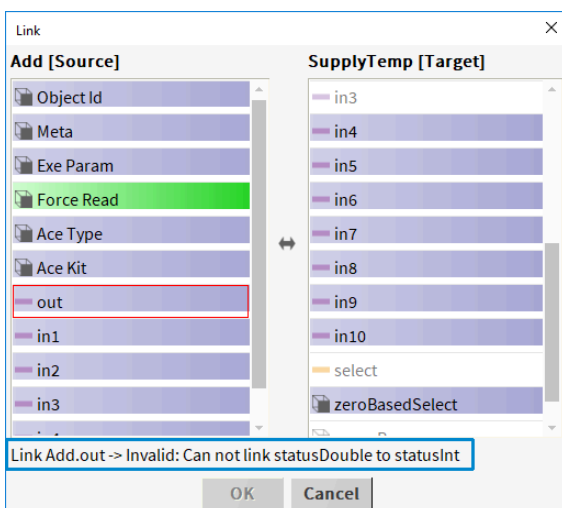 Link
Add [Source]
SupplyTemp [Target]
Object Id
Meta
Exe Param
Force Read
Ace Type
Ace Kit
out
in1
in2
in3
in3
in4
in5
in6
in7
in8
in9
in10
select
zeroBasedSelect
Link Add.out -> Invalid: Can not link statusDouble to statusInt
OK
Cancel